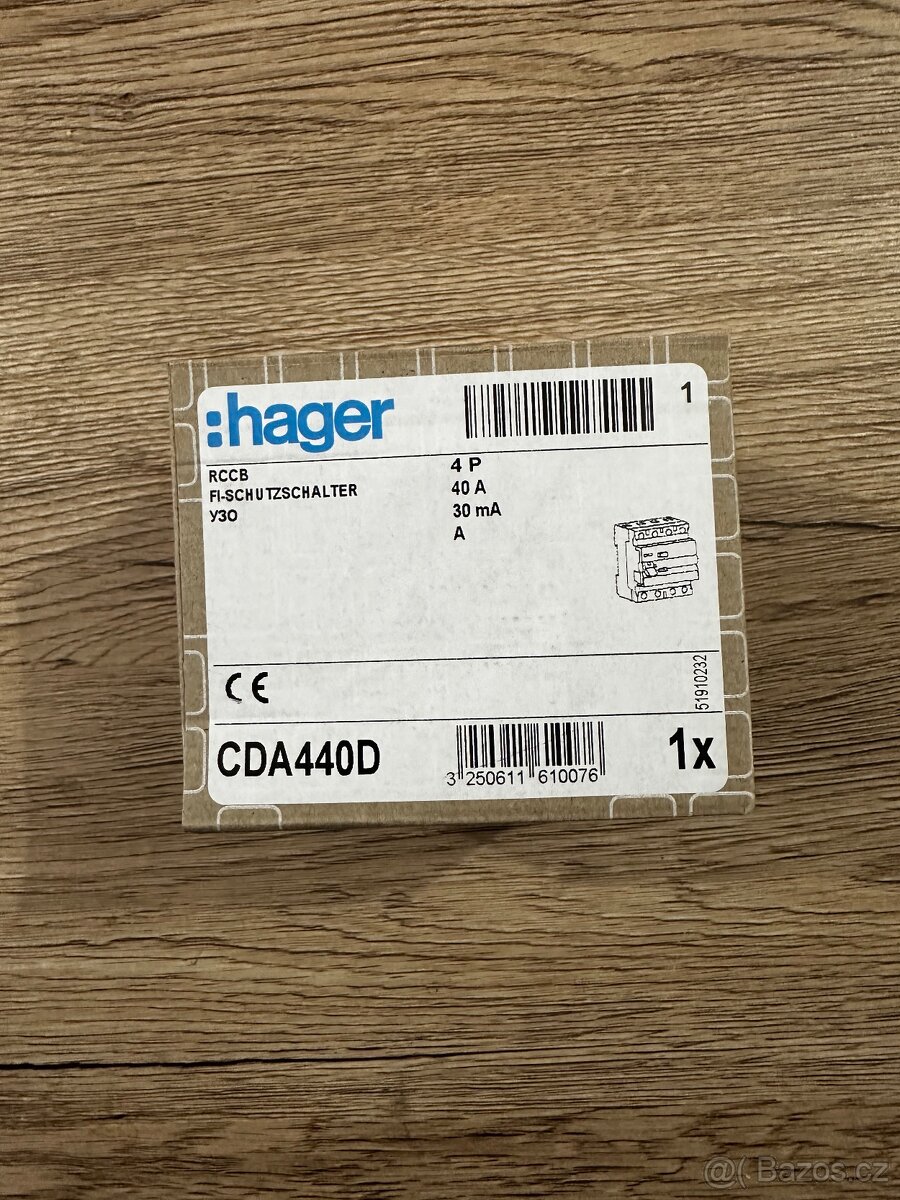 :hager
1
RCCB
FI-SCHUTZSCHALTER
УЗО
4 P
40 A
30 mA
A
CE
51910232
CDA440D
3 250611 610076
1x
@(. Bazos.cz